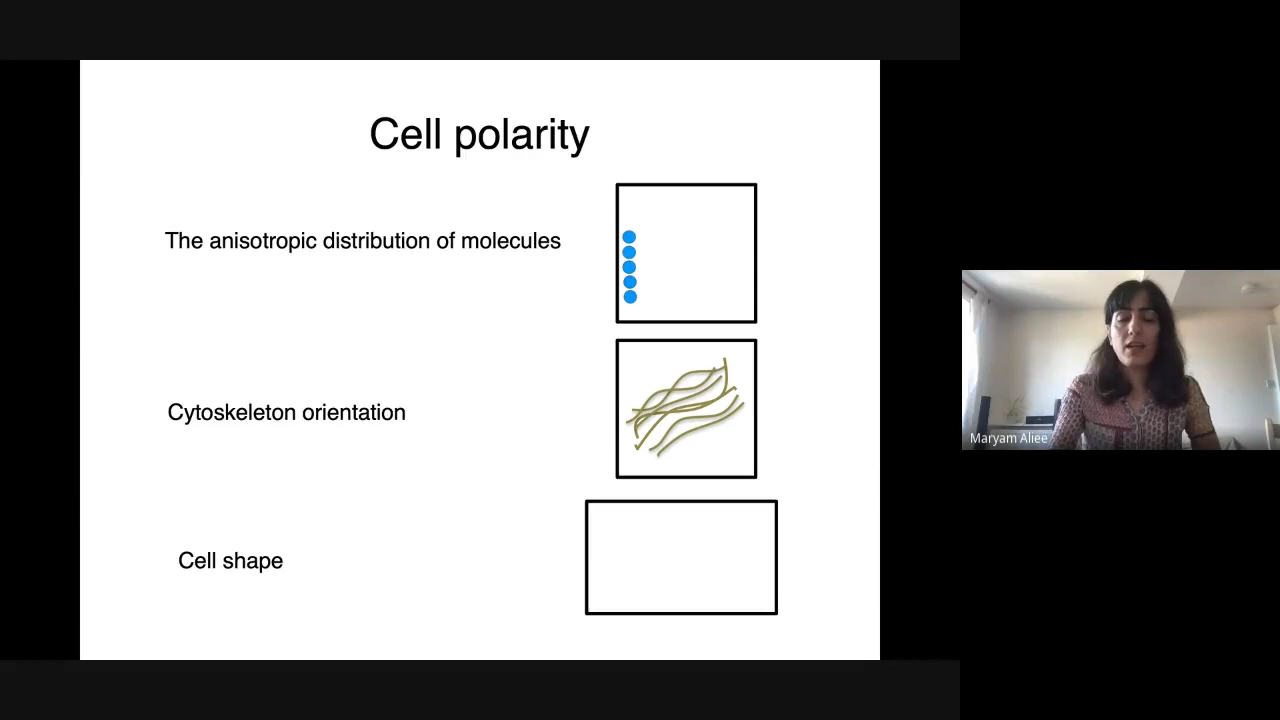 Cell polarity
The anisotropic distribution of molecules
Cytoskeleton orientation
Cell shape
Maryam Aliee